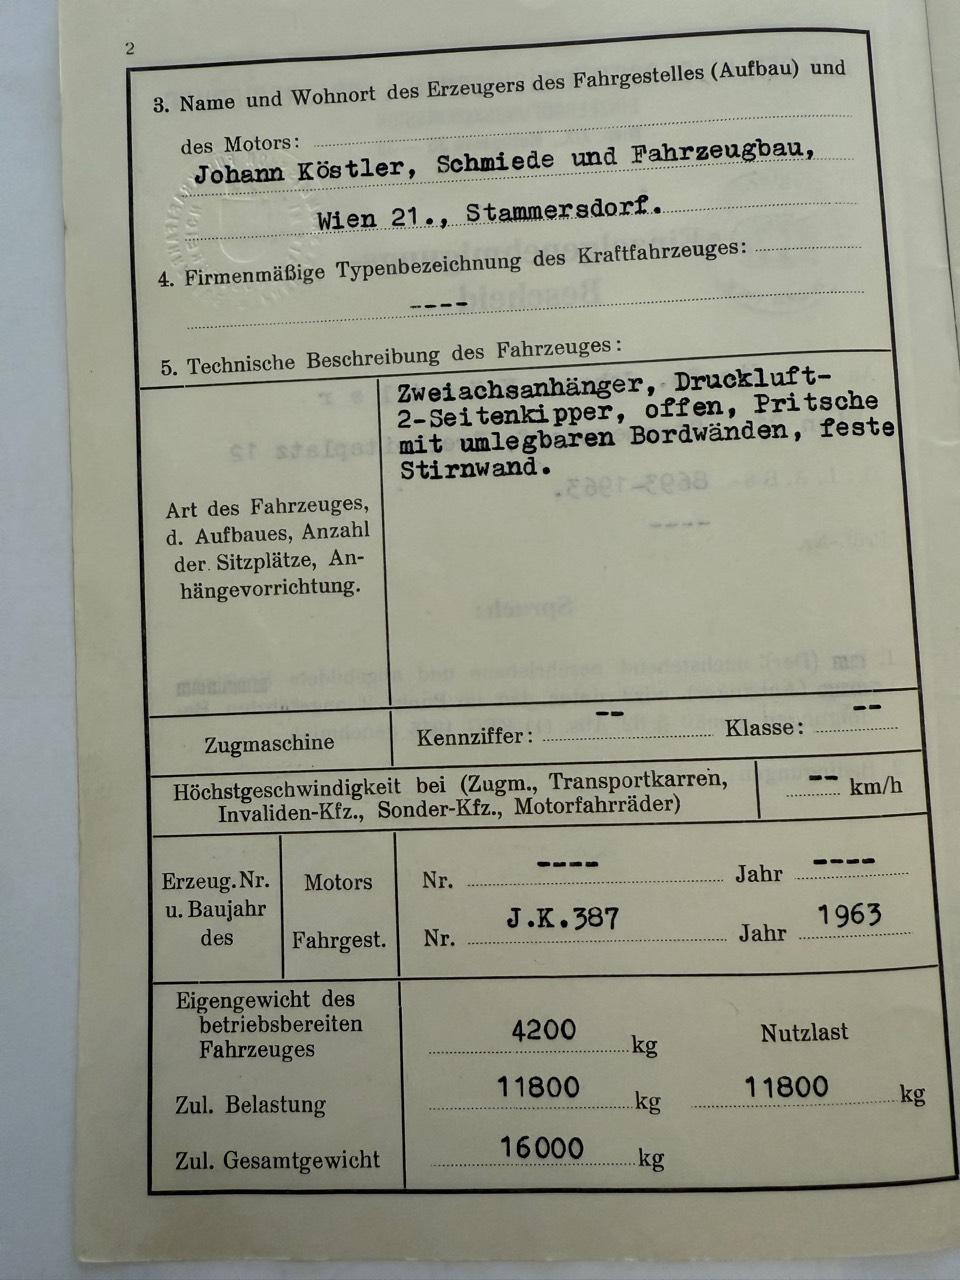 2
3. Name und Wohnort des Erzeugers des Fahrgestelles (Aufbau) und
des Motors:
Johann Köstler, Schmiede und Fahrzeugbau,
Wien 21., Stammersdorf.
4. Firmenmäßige Typenbezeichnung des Kraftfahrzeuges:
----
5. Technische Beschreibung des Fahrzeuges:
Zweiachsanhänger, Druckluft-
2-Seitenkipper, offen, Pritsche
mit umlegbaren Bordwänden, feste
Stirnwand.
Art des Fahrzeuges,
d. Aufbaues, Anzahl
der Sitzplätze, An-
hängevorrichtung.
Zugmaschine Kennziffer: -- Klasse: --
Höchstgeschwindigkeit bei (Zugm., Transportkarren,
Invaliden-Kfz., Sonder-Kfz., Motorfahrräder) -- km/h
Erzeug.Nr. Motors Nr. ---- Jahr ----
u. Baujahr
des Fahrgest. Nr. J.K.387 Jahr 1963
Eigengewicht des
betriebsbereiten
Fahrzeuges 4200 kg Nutzlast
Zul. Belastung 11800 kg 11800 kg
Zul. Gesamtgewicht 16000 kg